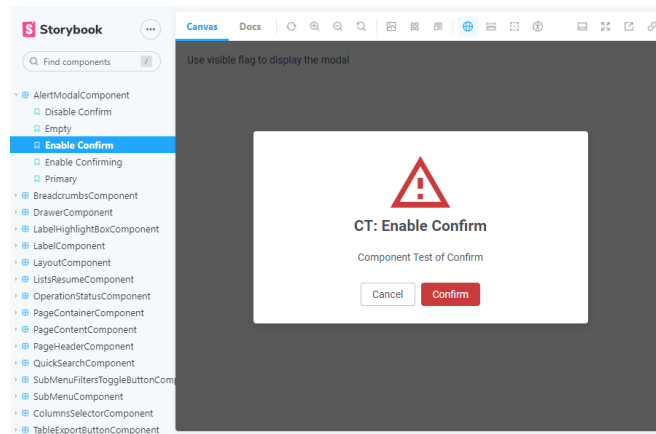 Storybook
Find components
/
AlertModalComponent
Disable Confirm
Empty
Enable Confirm
Enable Confirming
Primary
BreadcrumbsComponent
DrawerComponent
LabelHighlightBoxComponent
LabelComponent
LayoutComponent
ListsResumeComponent
OperationStatusComponent
PageContainerComponent
PageContentComponent
PageHeaderComponent
QuickSearchComponent
SubMenuFiltersToggleButtonComp
SubMenuComponent
ColumnsSelectorComponent
TableExportButtonComponent
Canvas Docs
Use visible flag to display the modal
CT: Enable Confirm
Component Test of Confirm
Cancel Confirm